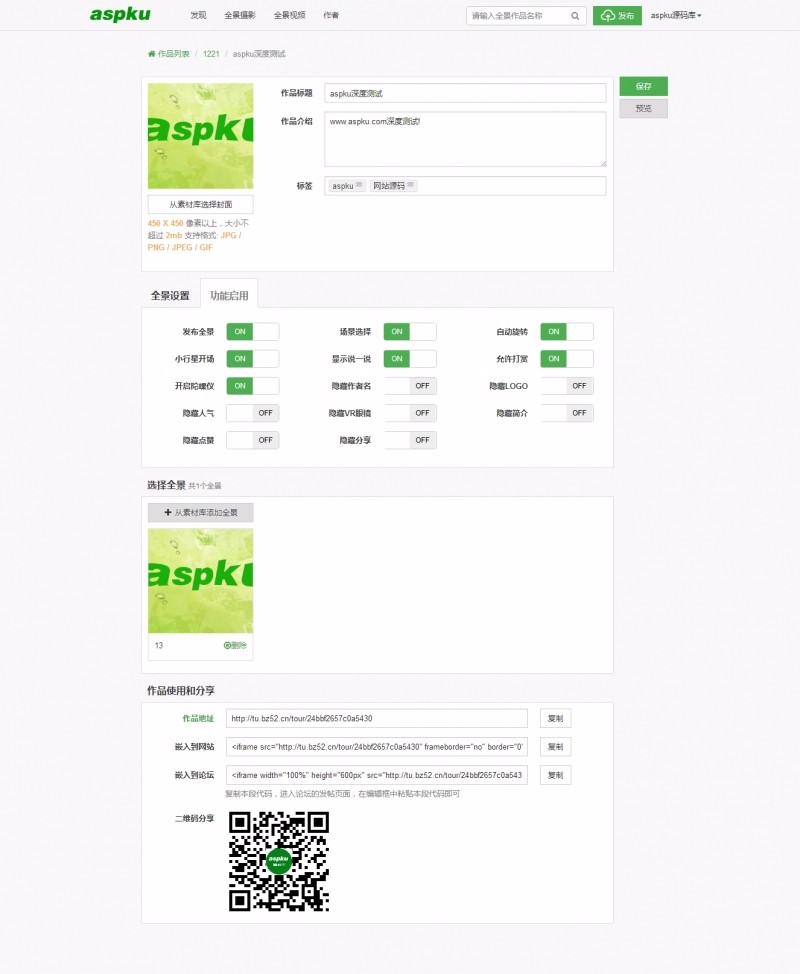 aspku 发现 全景摄影 全景视频 作者 请输入全景作品名称 发布 aspku源码库
作品列表 / 1221 / aspku深度测试
aspku
从素材库选择封面
450 X 450 像素以上，大小不
超过 2mb 支持格式: JPG /
PNG / JPEG / GIF
作品标题 aspku深度测试
作品介绍 www.aspku.com深度测试!
标签 aspku 网站源码
保存
预览
全景设置 功能启用
发布全景 ON 场景选择 ON 自动旋转 ON
小行星开场 ON 显示说一说 ON 允许打赏 ON
开启陀螺仪 ON 隐藏作者名 OFF 隐藏LOGO OFF
隐藏人气 OFF 隐藏VR眼镜 OFF 隐藏简介 OFF
隐藏点赞 OFF 隐藏分享 OFF
选择全景 共1个全景
+ 从素材库添加全景
aspku
13 删除
作品使用和分享
作品地址 http://tu.bz52.cn/tour/24bbf2657c0a5430 复制
嵌入到网站 <iframe src="http://tu.bz52.cn/tour/24bbf2657c0a5430" frameborder="no" border="0" 复制
嵌入到论坛 <iframe width="100%" height="600px" src="http://tu.bz52.cn/tour/24bbf2657c0a543 复制
复制本段代码，进入论坛的发帖页面，在编辑框中粘贴本段代码即可
二维码分享
aspku